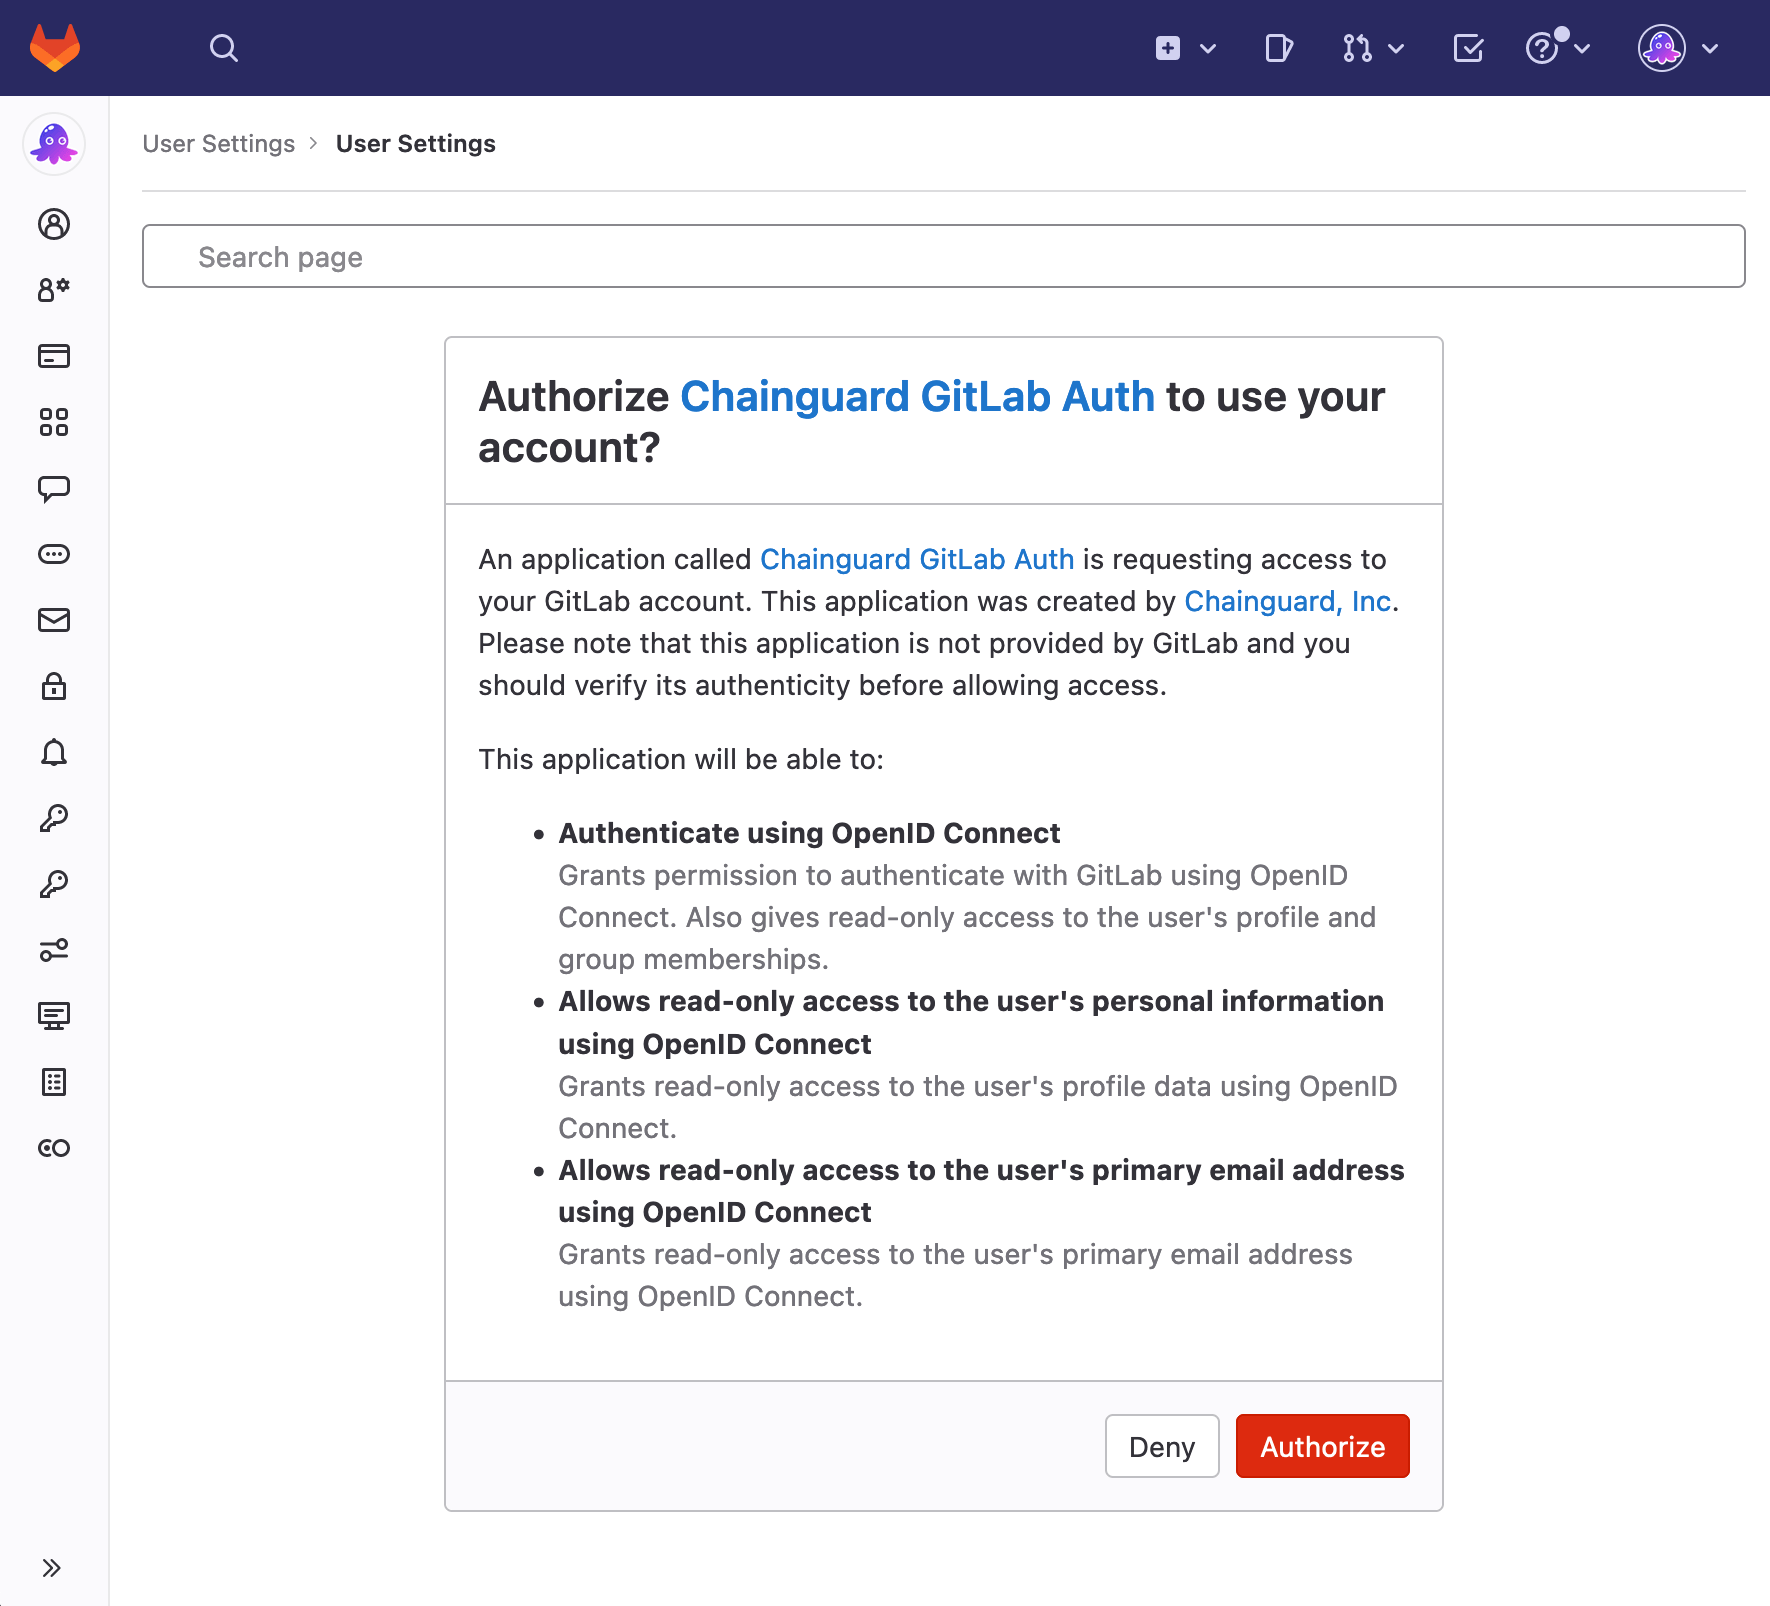 User Settings > User Settings
Search page
Authorize Chainguard GitLab Auth to use your
account?
An application called Chainguard GitLab Auth is requesting access to
your GitLab account. This application was created by Chainguard, Inc.
Please note that this application is not provided by GitLab and you
should verify its authenticity before allowing access.
This application will be able to:
• Authenticate using OpenID Connect
Grants permission to authenticate with GitLab using OpenID
Connect. Also gives read-only access to the user's profile and
group memberships.
• Allows read-only access to the user's personal information
using OpenID Connect
Grants read-only access to the user's profile data using OpenID
Connect.
• Allows read-only access to the user's primary email address
using OpenID Connect
Grants read-only access to the user's primary email address
using OpenID Connect.
Deny Authorize